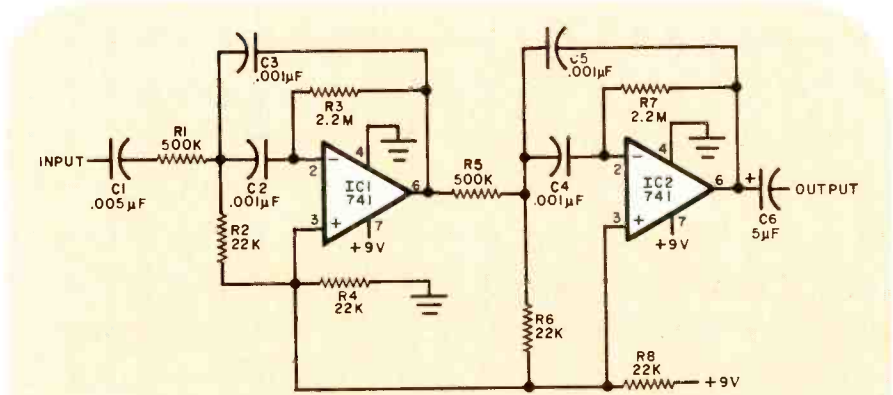 C3
.001µF
C5
.001µF
R3
2.2M
R7
2.2M
R1
500K
4
4
INPUT
C1
.005µF
C2
.001µF
2
−
IC1
741
6
R5
500K
C4
.001µF
2
−
IC2
741
6
+
C6
5µF
OUTPUT
3
+
7
+9V
3
+
7
+9V
R2
22K
R4
22K
R6
22K
R8
22K
+9V